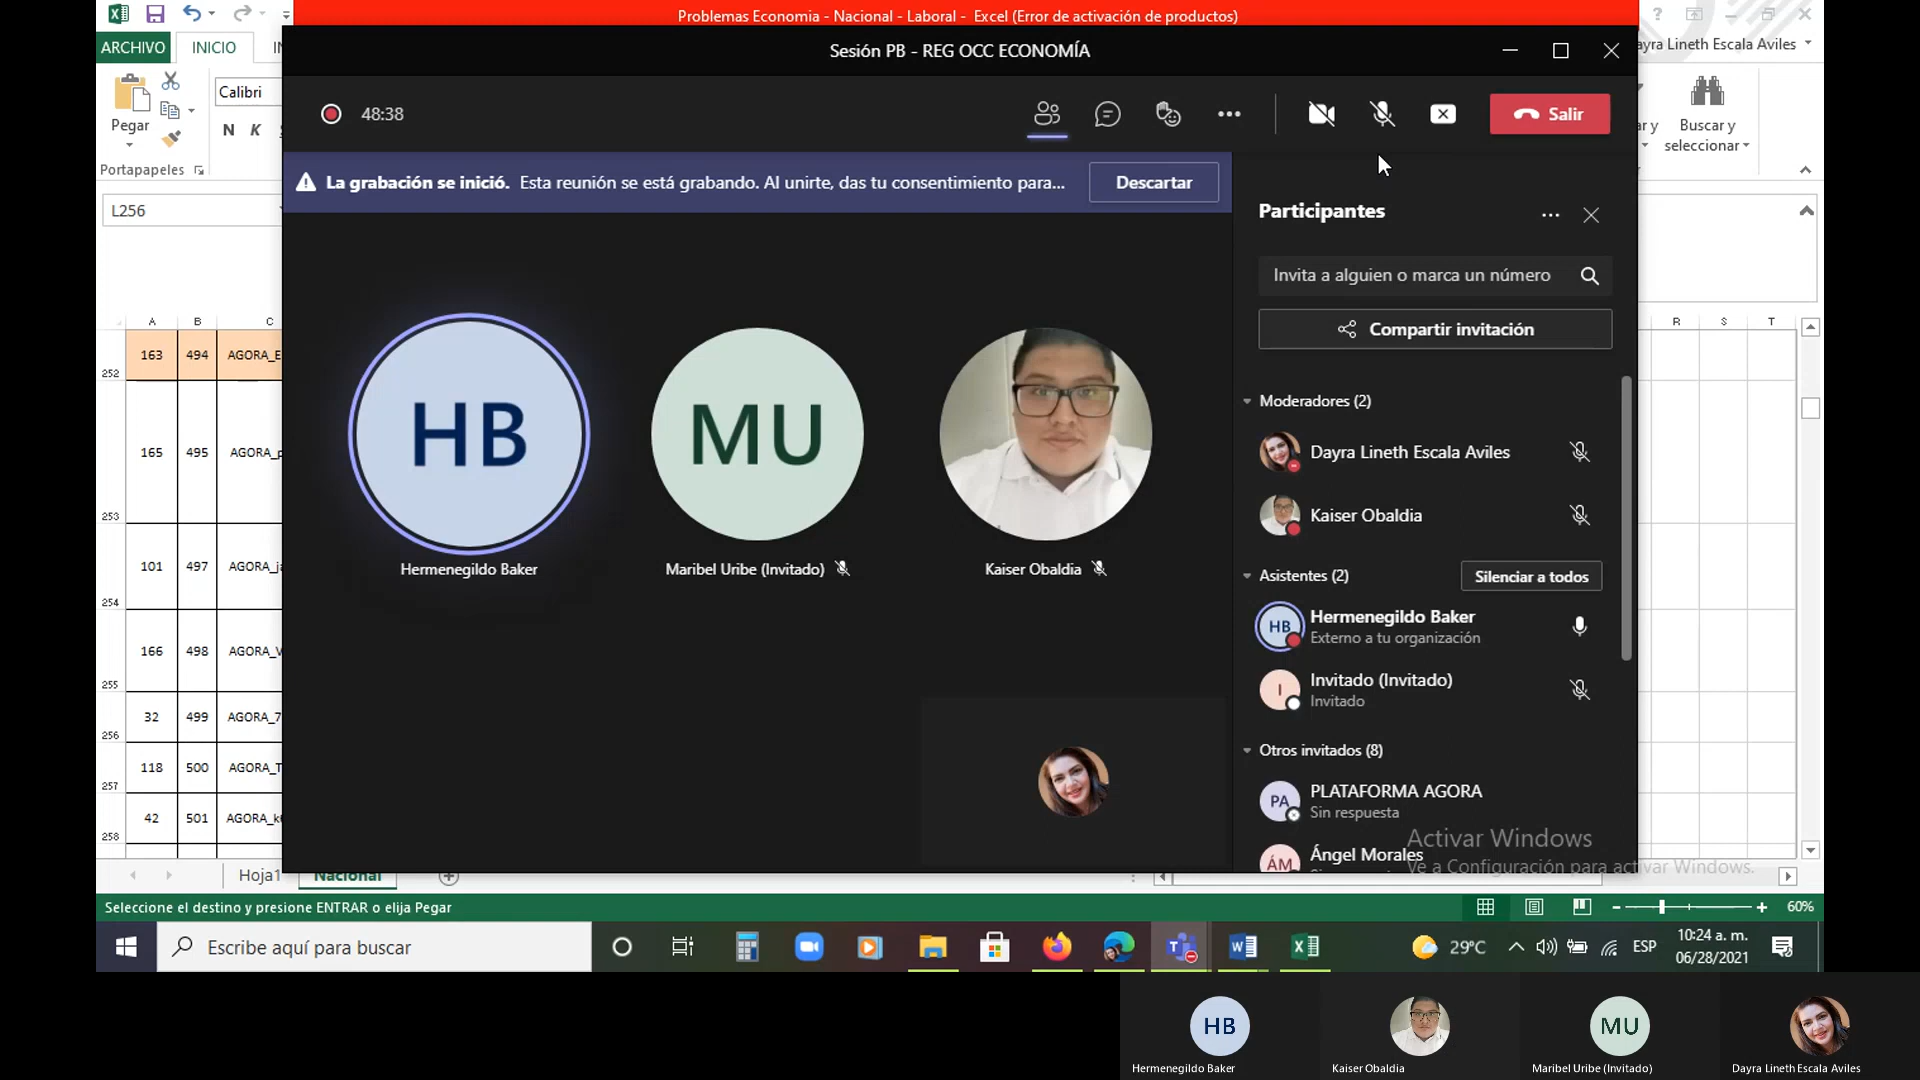 Problemas Economia - Nacional - Laboral - Excel (Error de activación de productos)
ARCHIVO
INICIO
Dayra Lineth Escala Aviles
Sesión PB - REG OCC ECONOMÍA
Calibri
Pegar
N K
Portapapeles
Buscar y
seleccionar
48:38
Salir
La grabación se inició. Esta reunión se está grabando. Al unirte, das tu consentimiento para...
Descartar
L256
Participantes
Invita a alguien o marca un número
Compartir invitación
A B C
R S T
163 494 AGORA_E
252
165 495 AGORA_p
253
101 497 AGORA_ja
254
166 498 AGORA_V
255
32 499 AGORA_7
256
118 500 AGORA_T
257
42 501 AGORA_k
258
HB
MU
Hermenegildo Baker
Maribel Uribe (Invitado)
Kaiser Obaldia
Moderadores (2)
Dayra Lineth Escala Aviles
Kaiser Obaldia
Asistentes (2)
Silenciar a todos
HB
Hermenegildo Baker
Externo a tu organización
I
Invitado (Invitado)
Invitado
Otros invitados (8)
PA
PLATAFORMA AGORA
Sin respuesta
ÁM
Ángel Morales
Activar Windows
Ve a Configuración para activar Windows.
Hoja1
Nacional
Seleccione el destino y presione ENTRAR o elija Pegar
60%
Escribe aquí para buscar
29°C
ESP
10:24 a. m.
06/28/2021
HB
MU
Hermenegildo Baker
Kaiser Obaldia
Maribel Uribe (Invitado)
Dayra Lineth Escala Aviles